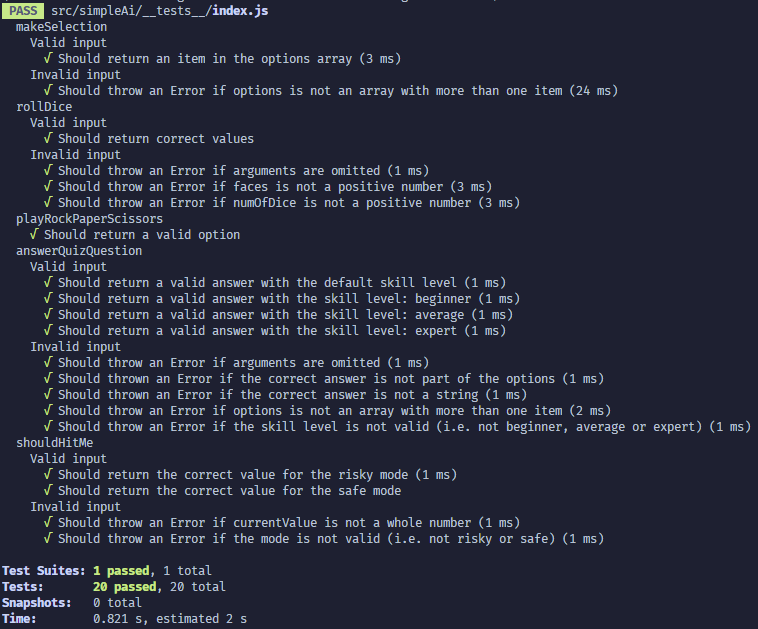 PASS src/simpleAi/__tests__/index.js
makeSelection
Valid input
√ Should return an item in the options array (3 ms)
Invalid input
√ Should throw an Error if options is not an array with more than one item (24 ms)
rollDice
Valid input
√ Should return correct values
Invalid input
√ Should throw an Error if arguments are omitted (1 ms)
√ Should throw an Error if faces is not a positive number (3 ms)
√ Should throw an Error if numOfDice is not a positive number (3 ms)
playRockPaperScissors
√ Should return a valid option
answerQuizQuestion
Valid input
√ Should return a valid answer with the default skill level (1 ms)
√ Should return a valid answer with the skill level: beginner (1 ms)
√ Should return a valid answer with the skill level: average (1 ms)
√ Should return a valid answer with the skill level: expert (1 ms)
Invalid input
√ Should throw an Error if arguments are omitted (1 ms)
√ Should thrown an Error if the correct answer is not part of the options (1 ms)
√ Should thrown an Error if the correct answer is not a string (1 ms)
√ Should throw an Error if options is not an array with more than one item (2 ms)
√ Should throw an Error if the skill level is not valid (i.e. not beginner, average or expert) (1 ms)
shouldHitMe
Valid input
√ Should return the correct value for the risky mode (1 ms)
√ Should return the correct value for the safe mode
Invalid input
√ Should throw an Error if currentValue is not a whole number (1 ms)
√ Should throw an Error if the mode is not valid (i.e. not risky or safe) (1 ms)
Test Suites: 1 passed, 1 total
Tests: 20 passed, 20 total
Snapshots: 0 total
Time: 0.821 s, estimated 2 s